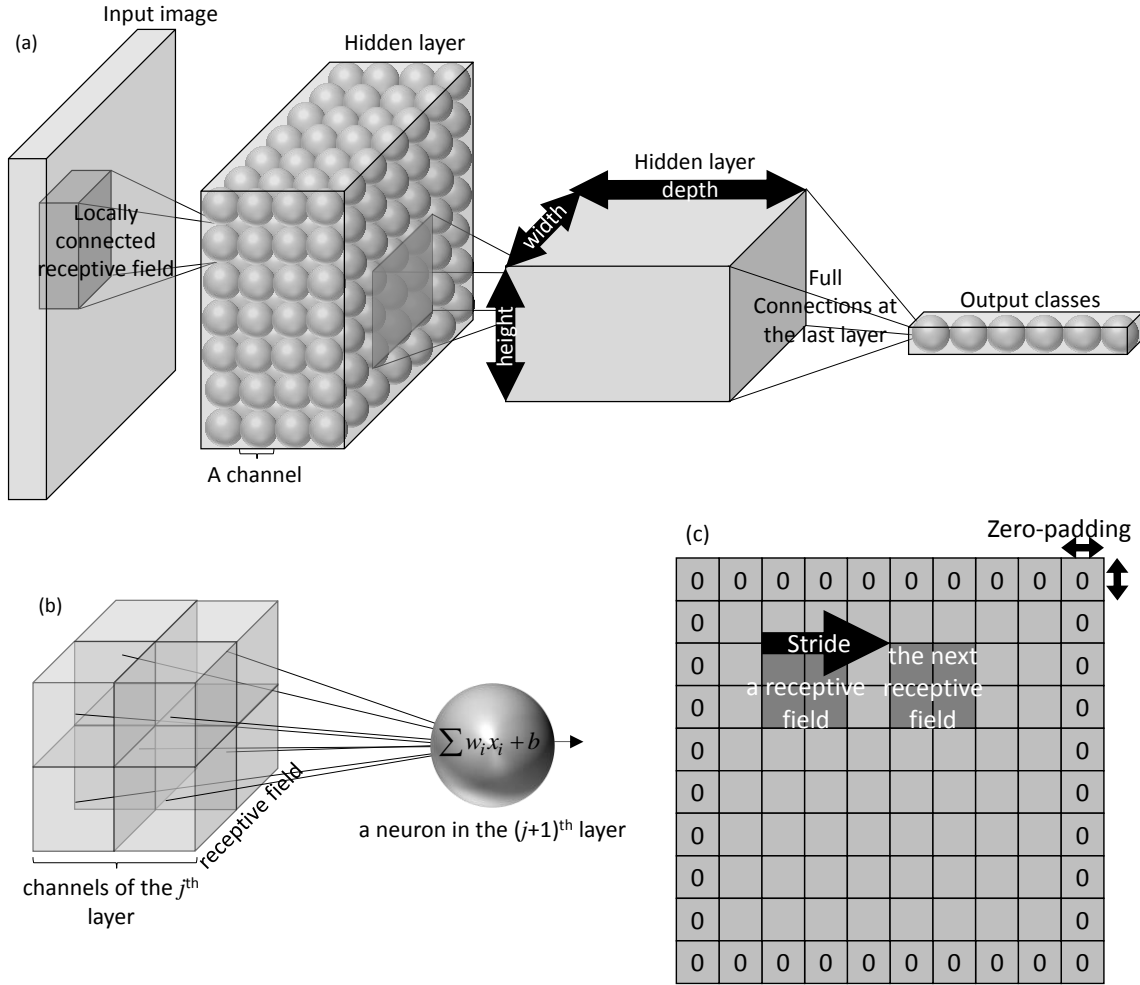 Input image
(a)
Hidden layer
Locally
connected
receptive field
A channel
Hidden layer
depth
width
height
Full
Connections at
the last layer
Output classes
(b)
∑ w_i x_i + b
receptive field
a neuron in the (j+1)th layer
channels of the jth
layer
(c)
Zero-padding
0 0 0 0 0 0 0 0 0 0
0 0
Stride
0 0
a receptive
field
the next
receptive
field
0 0
0 0
0 0
0 0
0 0
0 0
0 0 0 0 0 0 0 0 0 0